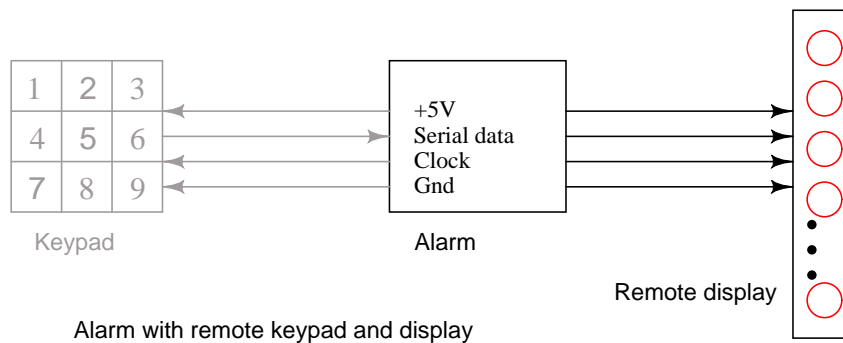 1 2 3
4 5 6
7 8 9
Keypad
+5V
Serial data
Clock
Gnd
Alarm
Remote display
Alarm with remote keypad and display